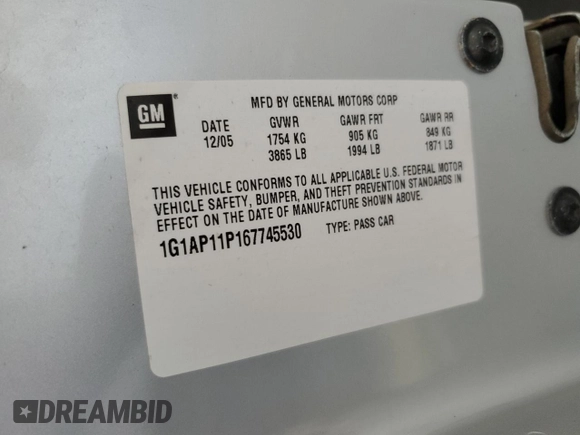 GM
MFD BY GENERAL MOTORS CORP
DATE GVWR GAWR FRT GAWR RR
12/05 1754 KG 905 KG 849 KG
3865 LB 1994 LB 1871 LB
THIS VEHICLE CONFORMS TO ALL APPLICABLE U.S. FEDERAL MOTOR
VEHICLE SAFETY, BUMPER, AND THEFT PREVENTION STANDARDS IN
EFFECT ON THE DATE OF MANUFACTURE SHOWN ABOVE.
1G1AP11P167745530 TYPE: PASS CAR
DREAMBID